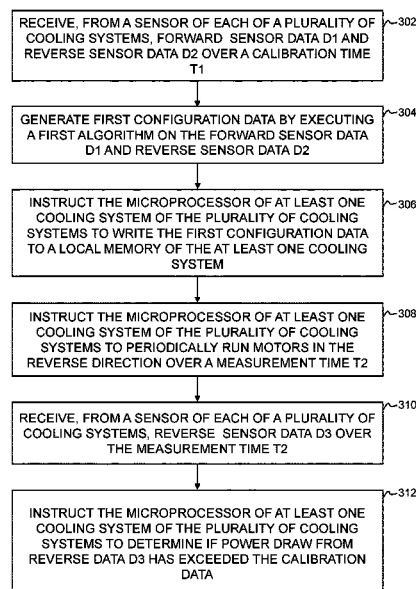 RECEIVE, FROM A SENSOR OF EACH OF A PLURALITY OF
COOLING SYSTEMS, FORWARD SENSOR DATA D1 AND
REVERSE SENSOR DATA D2 OVER A CALIBRATION TIME
T1
302
GENERATE FIRST CONFIGURATION DATA BY EXECUTING
A FIRST ALGORITHM ON THE FORWARD SENSOR DATA
D1 AND REVERSE SENSOR DATA D2
304
INSTRUCT THE MICROPROCESSOR OF AT LEAST ONE
COOLING SYSTEM OF THE PLURALITY OF COOLING
SYSTEMS TO WRITE THE FIRST CONFIGURATION DATA
TO A LOCAL MEMORY OF THE AT LEAST ONE COOLING
SYSTEM
306
INSTRUCT THE MICROPROCESSOR OF AT LEAST ONE
COOLING SYSTEM OF THE PLURALITY OF COOLING
SYSTEMS TO PERIODICALLY RUN MOTORS IN THE
REVERSE DIRECTION OVER A MEASUREMENT TIME T2
308
RECEIVE, FROM A SENSOR OF EACH OF A PLURALITY OF
COOLING SYSTEMS, REVERSE SENSOR DATA D3 OVER
THE MEASUREMENT TIME T2
310
INSTRUCT THE MICROPROCESSOR OF AT LEAST ONE
COOLING SYSTEM OF THE PLURALITY OF COOLING
SYSTEMS TO DETERMINE IF POWER DRAW FROM
REVERSE DATA D3 HAS EXCEEDED THE CALIBRATION
DATA
312